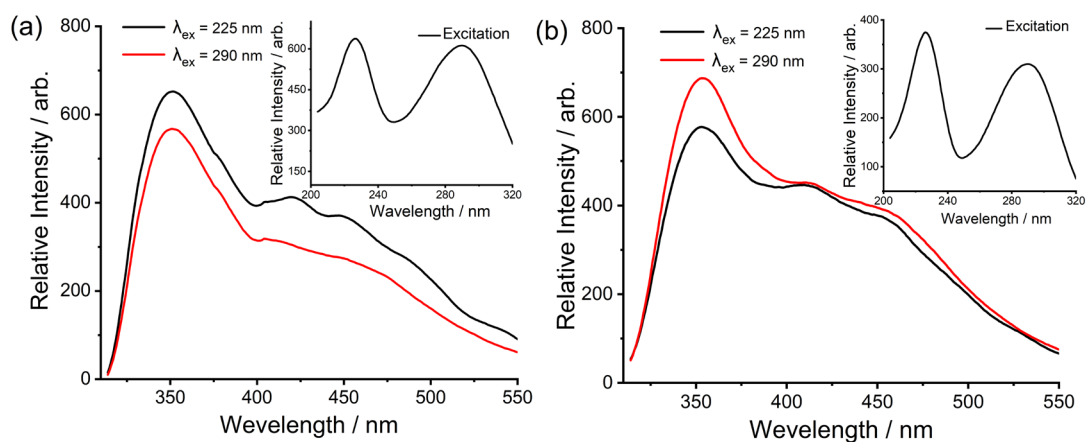 (a)
λex = 225 nm
λex = 290 nm
Relative Intensity / arb.
800
600
400
200
0
350
400
450
500
550
Wevelength / nm
Excitation
Relative Intensity / arb.
600
450
300
150
200
240
280
320
Wavelength / nm
(b)
λex = 225 nm
λex = 290 nm
Relative Intensity / arb.
800
600
400
200
0
350
400
450
500
550
Wevelength / nm
Excitation
Relative Intensity / arb.
400
300
200
100
200
240
280
320
Wavelength / nm